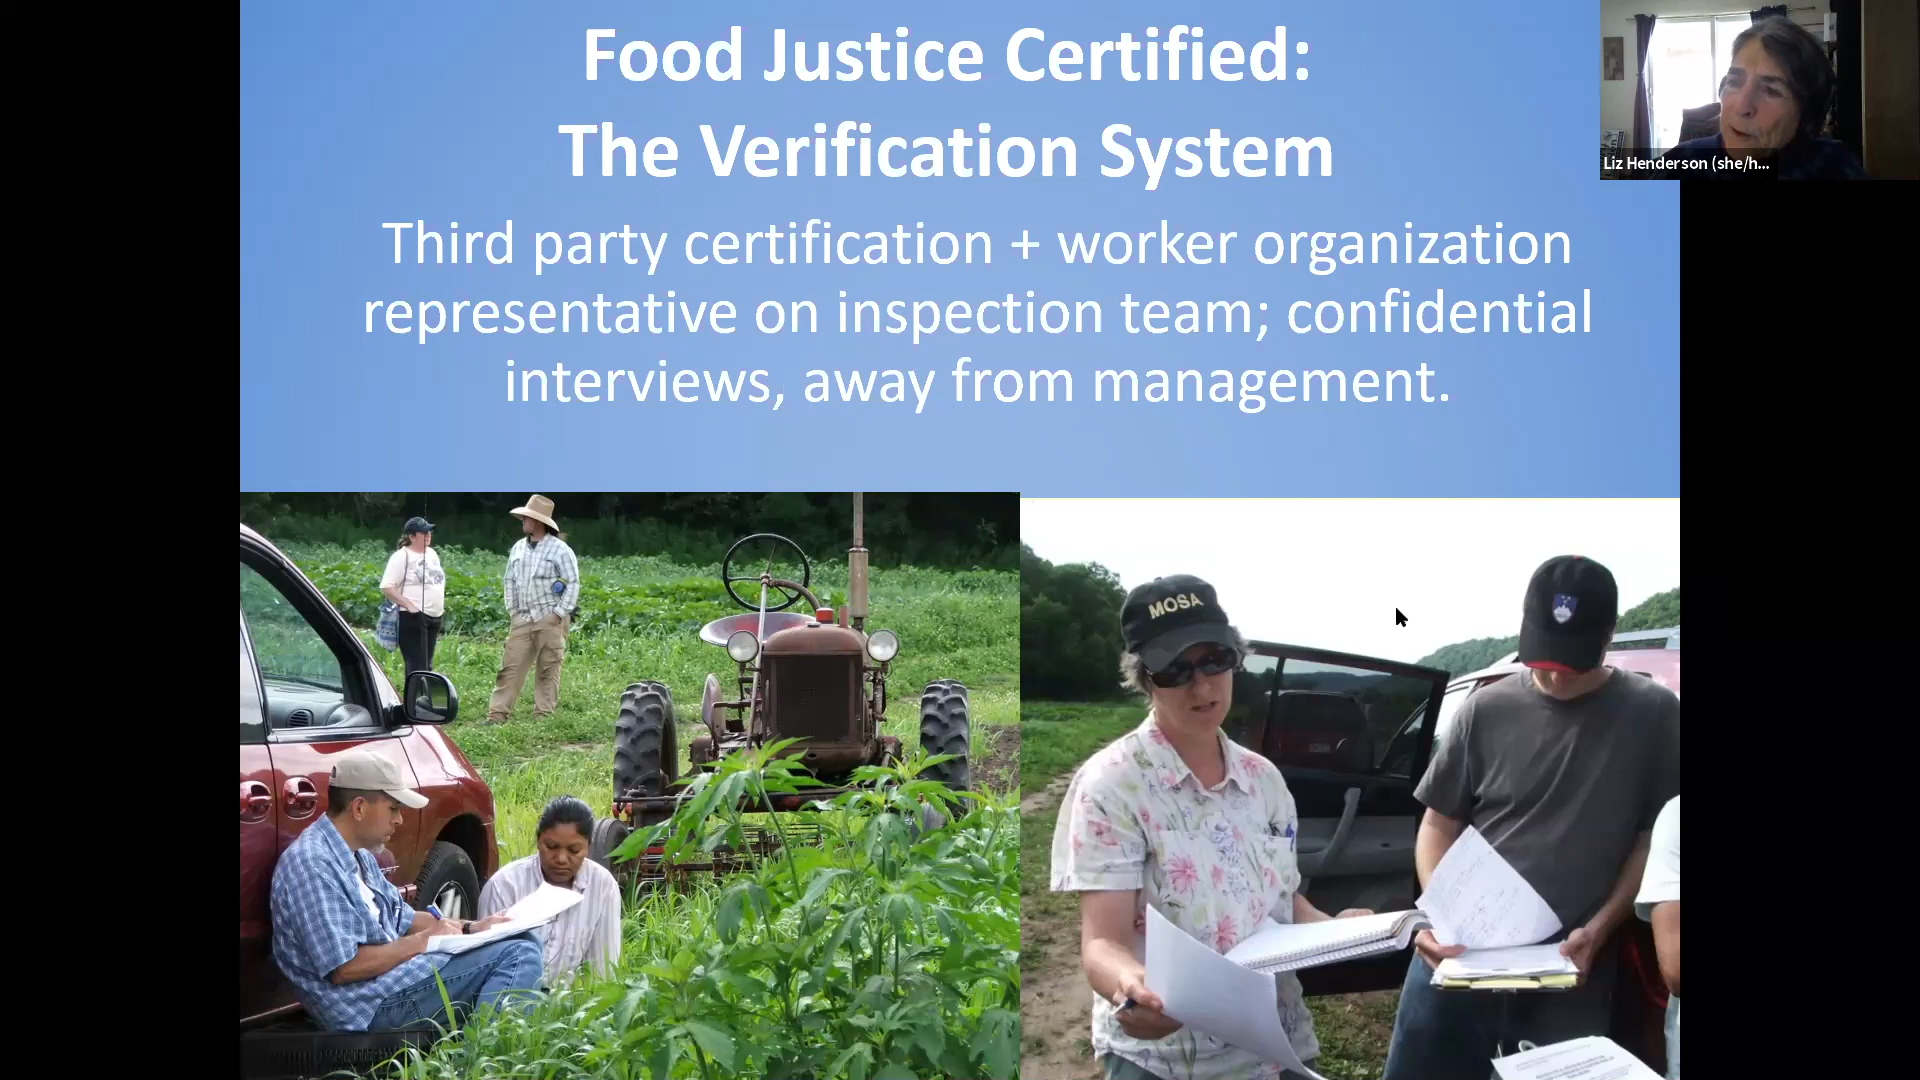 Food Justice Certified:
The Verification System
Third party certification + worker organization
representative on inspection team; confidential
interviews, away from management.
Liz Henderson (she/h...
MOSA